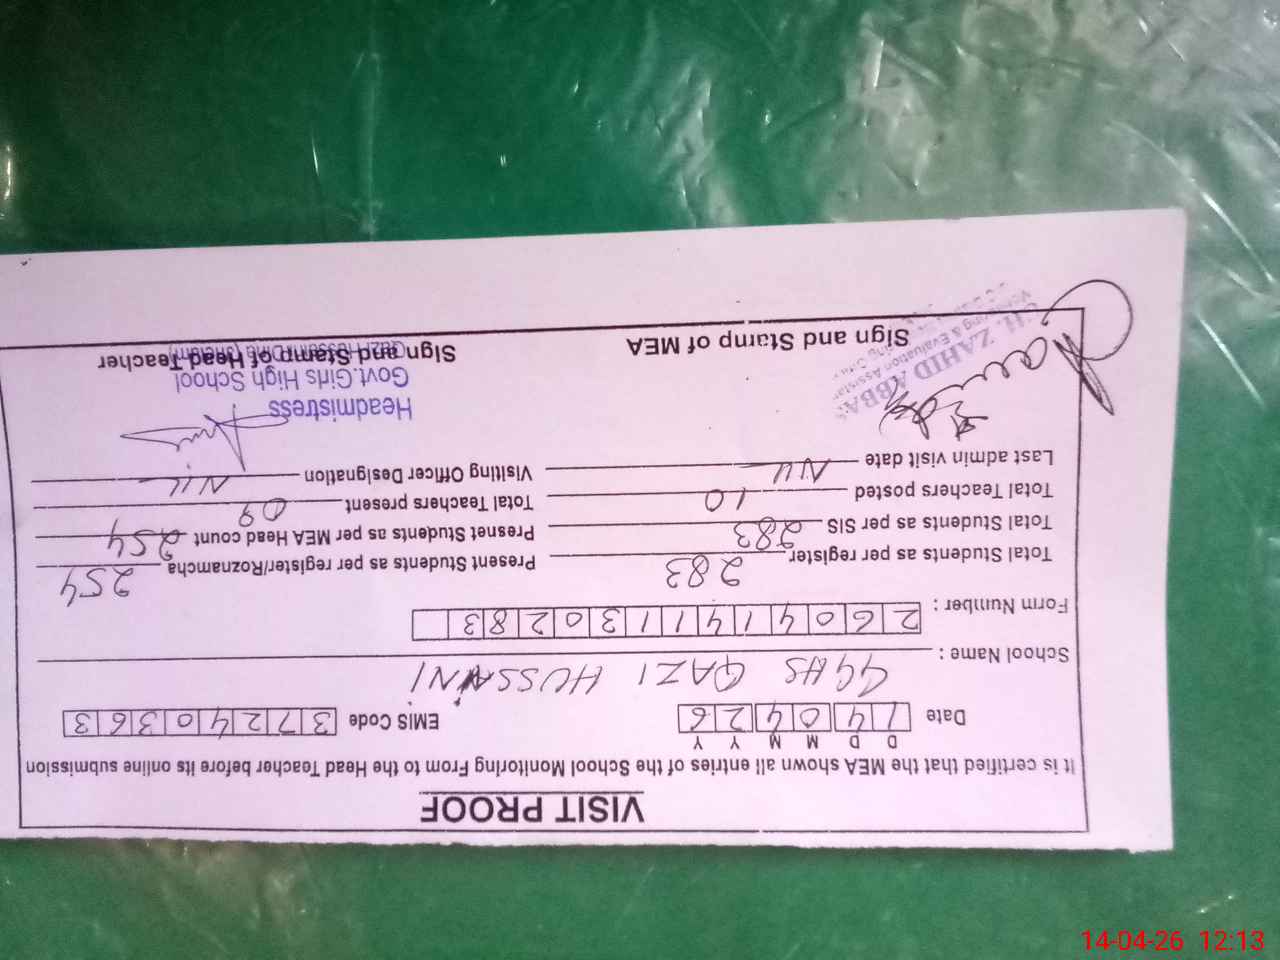 VISIT PROOF
It is certified that the MEA shown all entries of the School Monitoring From to the Head Teacher before its online submission
D D M M Y Y
Date 1 4 0 4 2 6 EMIS Code 3 7 2 4 0 3 6 3
School Name : GGHS QAZI HUSSAINI
Form Number : 2 6 0 4 1 4 1 1 3 0 2 8 3
Total Students as per register 283 Present Students as per register/Roznamcha 254
Total Students as per SIS 283 Presnet Students as per MEA Head count 254
Total Teachers posted 10 Total Teachers present 09
Last admin visit date Nil Visiting Officer Designation Nil
CH. ZAHID ABBAS
Evaluation Assistant
Headmistress
Govt.Girls High School
Sign and Stamp of MEA Sign and Stamp of Head Teacher
14-04-26 12:13